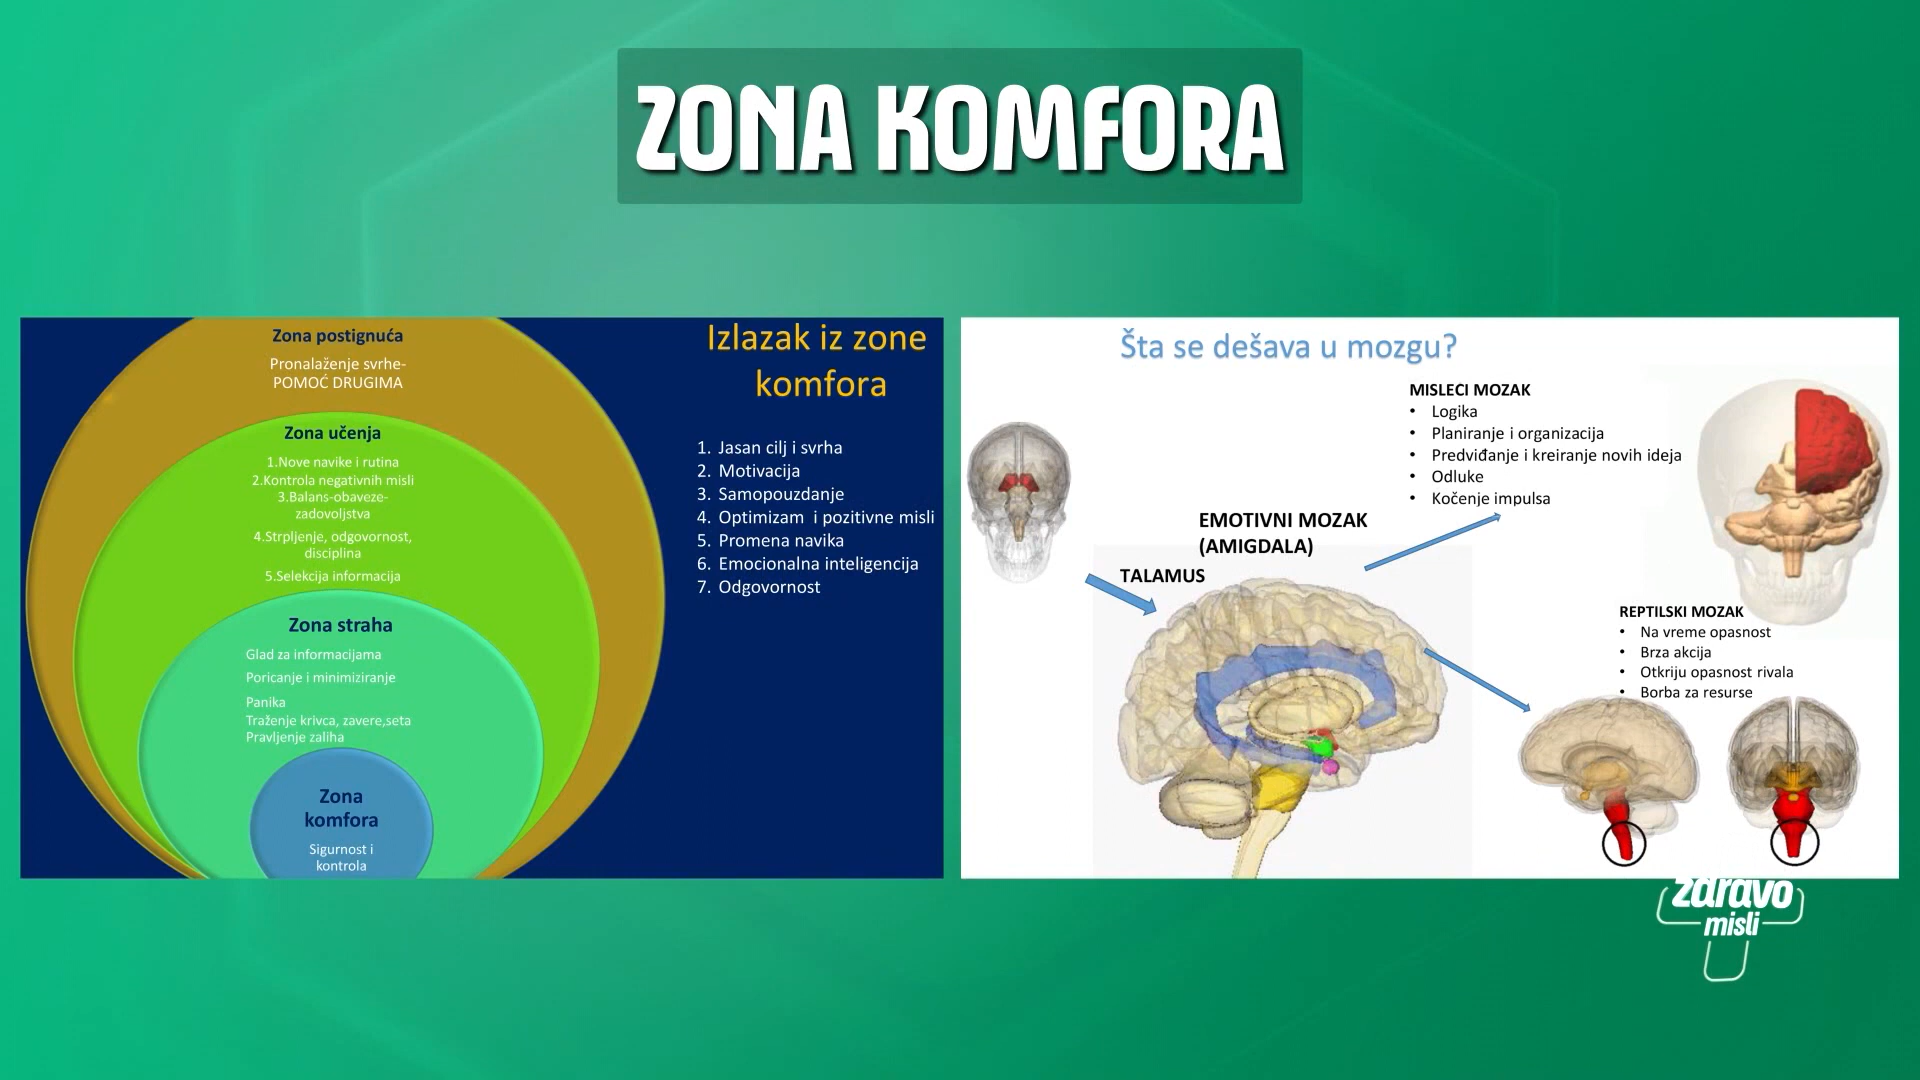 ZONA KOMFORA
Zona postignuća
Pronalaženje svrhe-
POMOĆ DRUGIMA
Zona učenja
1.Nove navike i rutina
2.Kontrola negativnih misli
3.Balans-obaveze-
zadovoljstva
4.Strpljenje, odgovornost,
disciplina
5.Selekcija informacija
Zona straha
Glad za informacijama
Poricanje i minimiziranje
Panika
Traženje krivca, zavere,seta
Pravljenje zaliha
Zona
komfora
Sigurnost i
kontrola
Izlazak iz zone
komfora
1. Jasan cilj i svrha
2. Motivacija
3. Samopouzdanje
4. Optimizam i pozitivne misli
5. Promena navika
6. Emocionalna inteligencija
7. Odgovornost
Šta se dešava u mozgu?
MISLECI MOZAK
• Logika
• Planiranje i organizacija
• Predviđanje i kreiranje novih ideja
• Odluke
• Kočenje impulsa
EMOTIVNI MOZAK
(AMIGDALA)
TALAMUS
REPTILSKI MOZAK
• Na vreme opasnost
• Brza akcija
• Otkriju opasnost rivala
• Borba za resurse
zdravo
misli